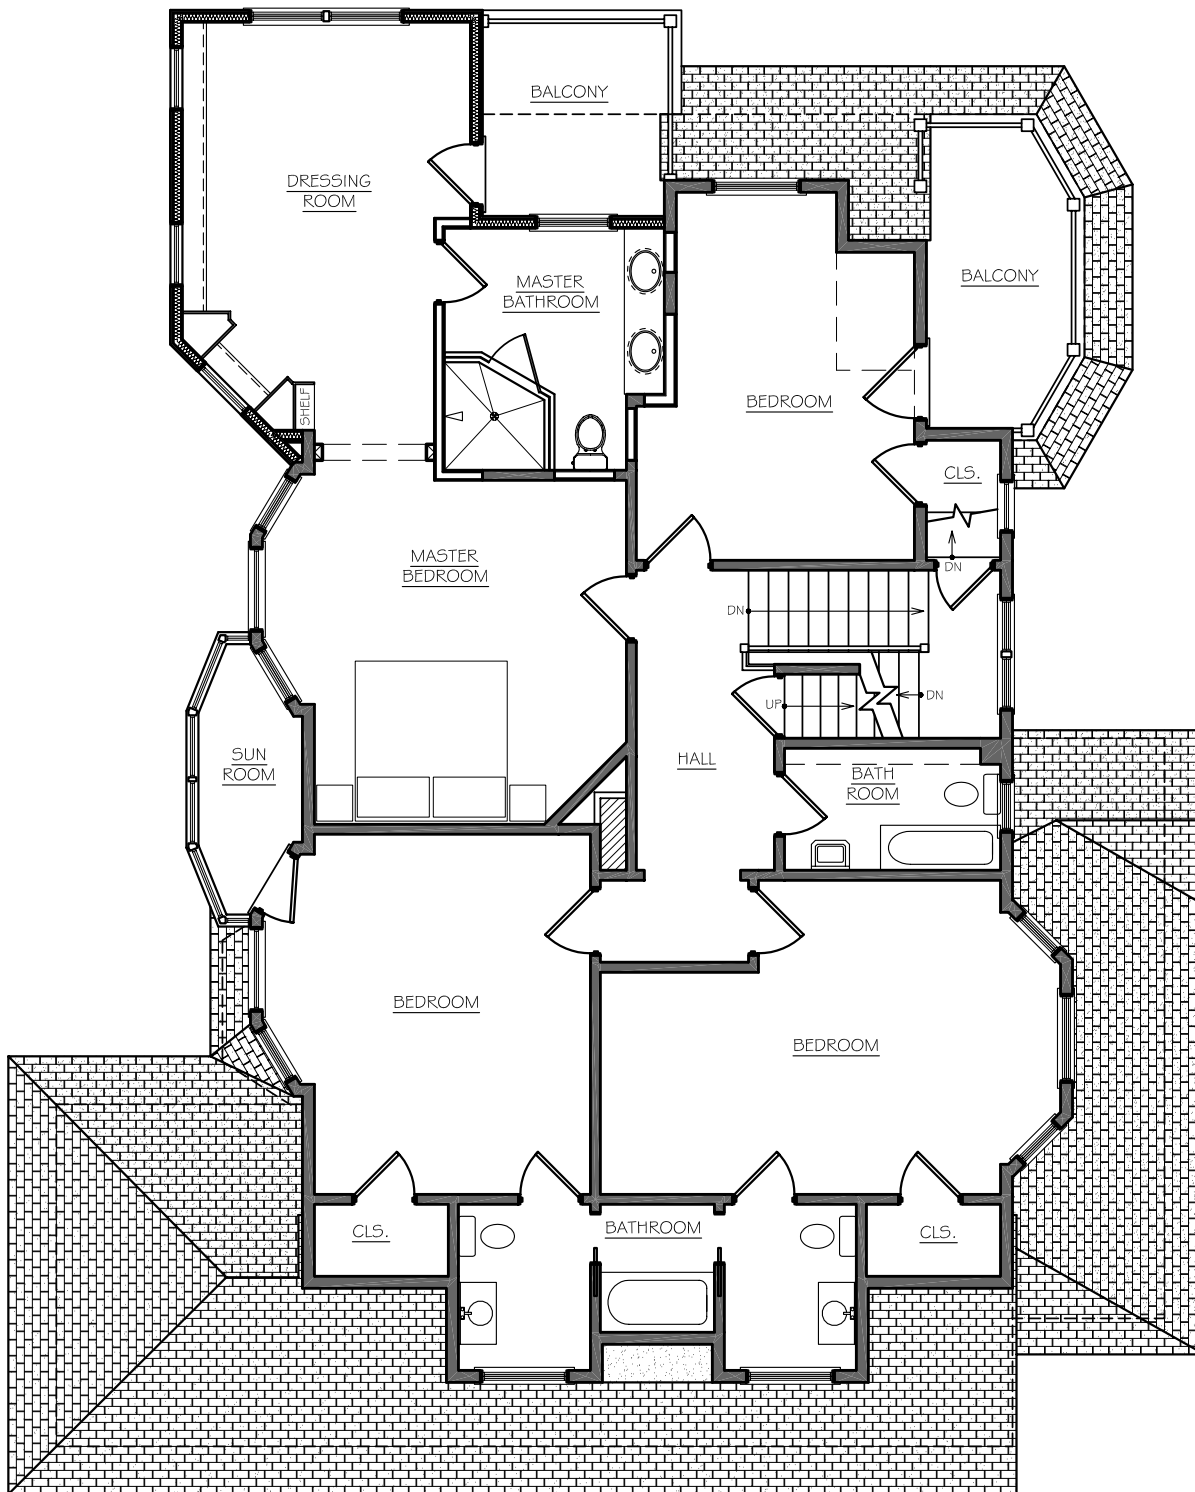 BALCONY
DRESSING
ROOM
BALCONY
MASTER
BATHROOM
SHELF
BEDROOM
CLS.
DN
MASTER
BEDROOM
DN
DN
UP
SUN
ROOM
HALL
BATH
ROOM
BEDROOM
BEDROOM
CLS.
BATHROOM
CLS.